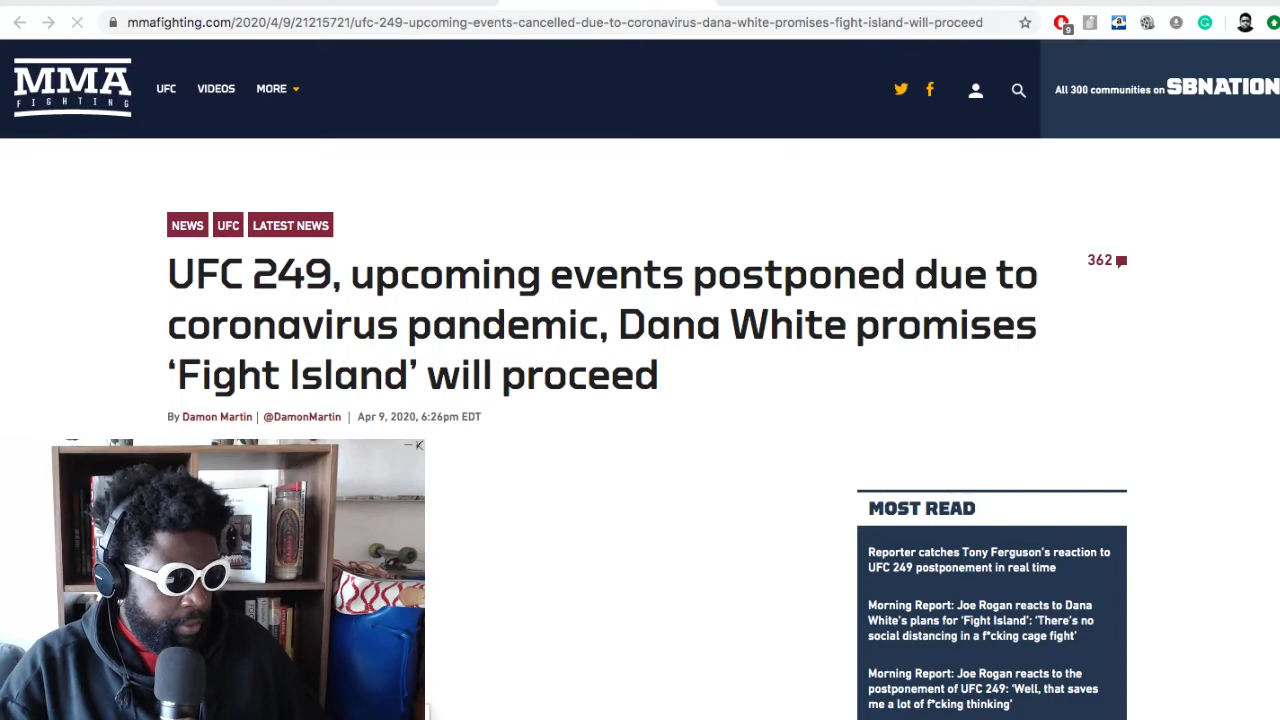 mmafighting.com/2020/4/9/21215721/ufc-249-upcoming-events-cancelled-due-to-coronavirus-dana-white-promises-fight-island-will-proceed
9
MMA
FIGHTING
UFC VIDEOS MORE
All 300 communities on SBNATION
NEWS UFC LATEST NEWS
UFC 249, upcoming events postponed due to
coronavirus pandemic, Dana White promises
‘Fight Island’ will proceed
362
By Damon Martin | @DamonMartin | Apr 9, 2020, 6:26pm EDT
K
MOST READ
Reporter catches Tony Ferguson's reaction to
UFC 249 postponement in real time
Morning Report: Joe Rogan reacts to Dana
White's plans for 'Fight Island': 'There's no
social distancing in a f*cking cage fight'
Morning Report: Joe Rogan reacts to the
postponement of UFC 249: 'Well, that saves
me a lot of f*cking thinking'